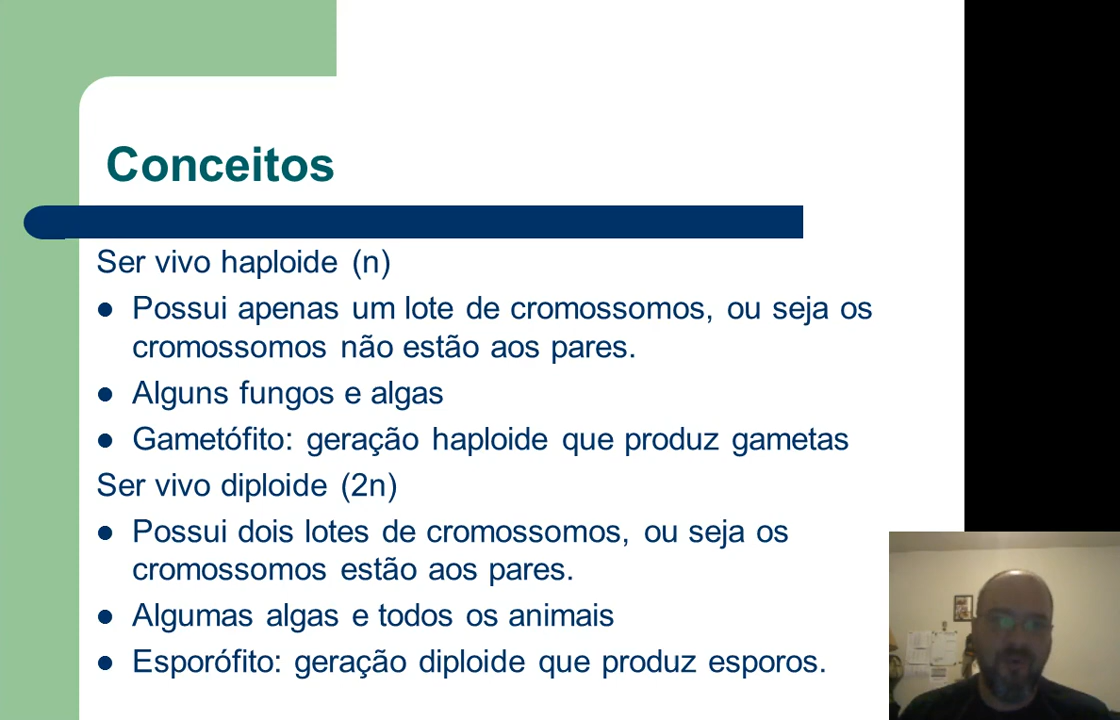 Conceitos
Ser vivo haploide (n)
● Possui apenas um lote de cromossomos, ou seja os
cromossomos não estão aos pares.
● Alguns fungos e algas
● Gametófito: geração haploide que produz gametas
Ser vivo diploide (2n)
● Possui dois lotes de cromossomos, ou seja os
cromossomos estão aos pares.
● Algumas algas e todos os animais
● Esporófito: geração diploide que produz esporos.